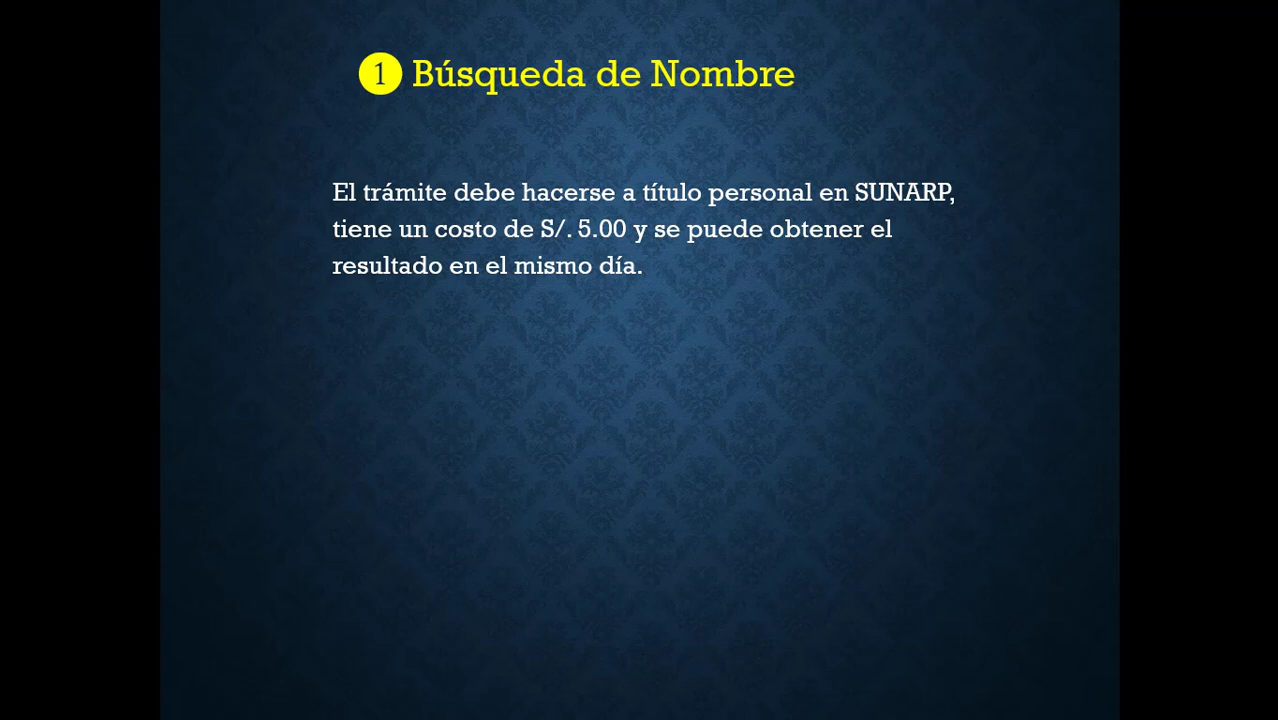 ❶ Búsqueda de Nombre
El trámite debe hacerse a título personal en SUNARP,
tiene un costo de S/. 5.00 y se puede obtener el
resultado en el mismo día.